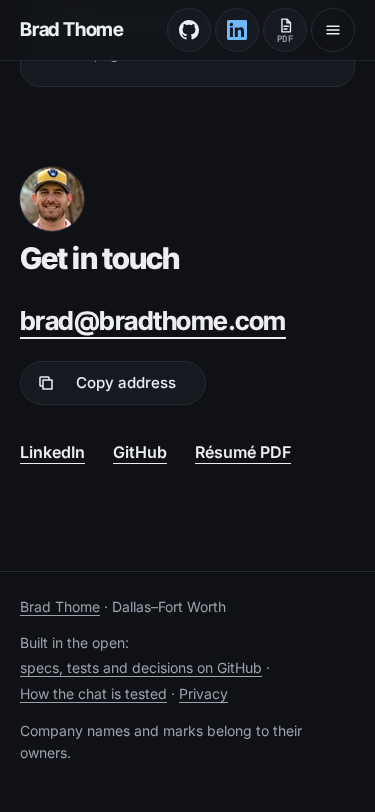 Brad Thome
PDF
Get in touch
brad@bradthome.com
Copy address
LinkedIn GitHub Résumé PDF
Brad Thome · Dallas–Fort Worth
Built in the open:
specs, tests and decisions on GitHub ·
How the chat is tested · Privacy
Company names and marks belong to their
owners.